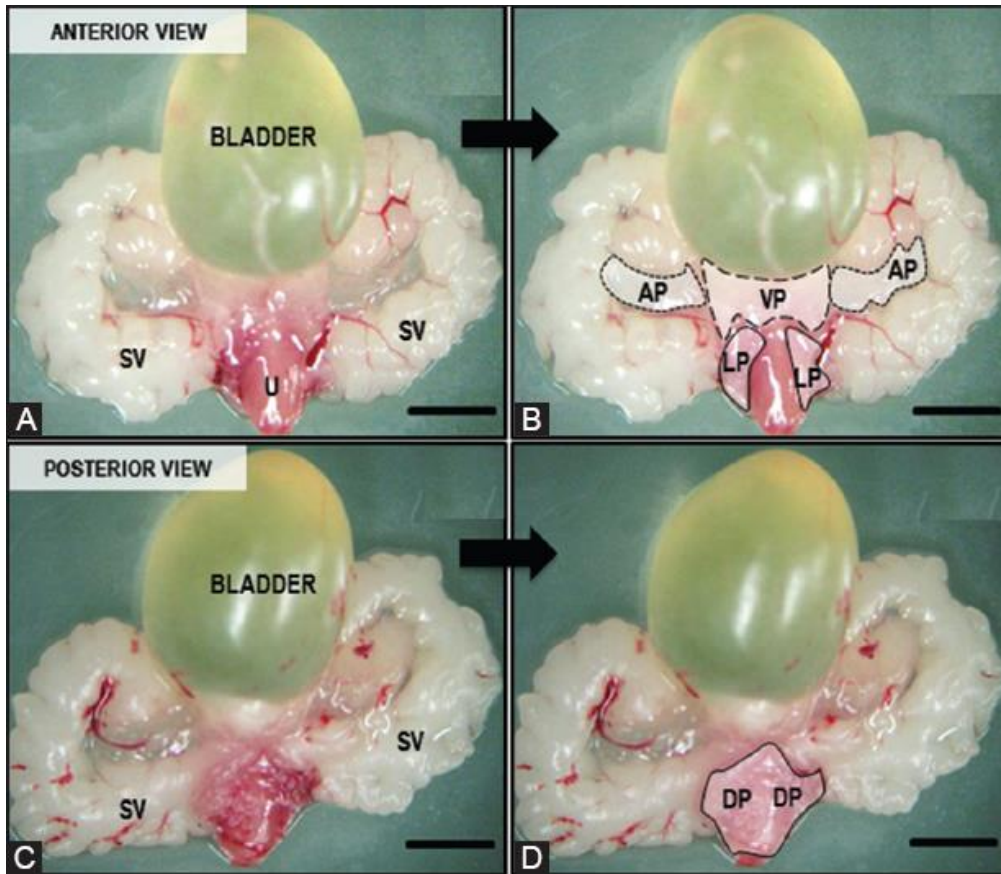 ANTERIOR VIEW
BLADDER
SV
SV
U
A
AP
VP
AP
LP
LP
B
POSTERIOR VIEW
BLADDER
SV
SV
C
DP DP
D